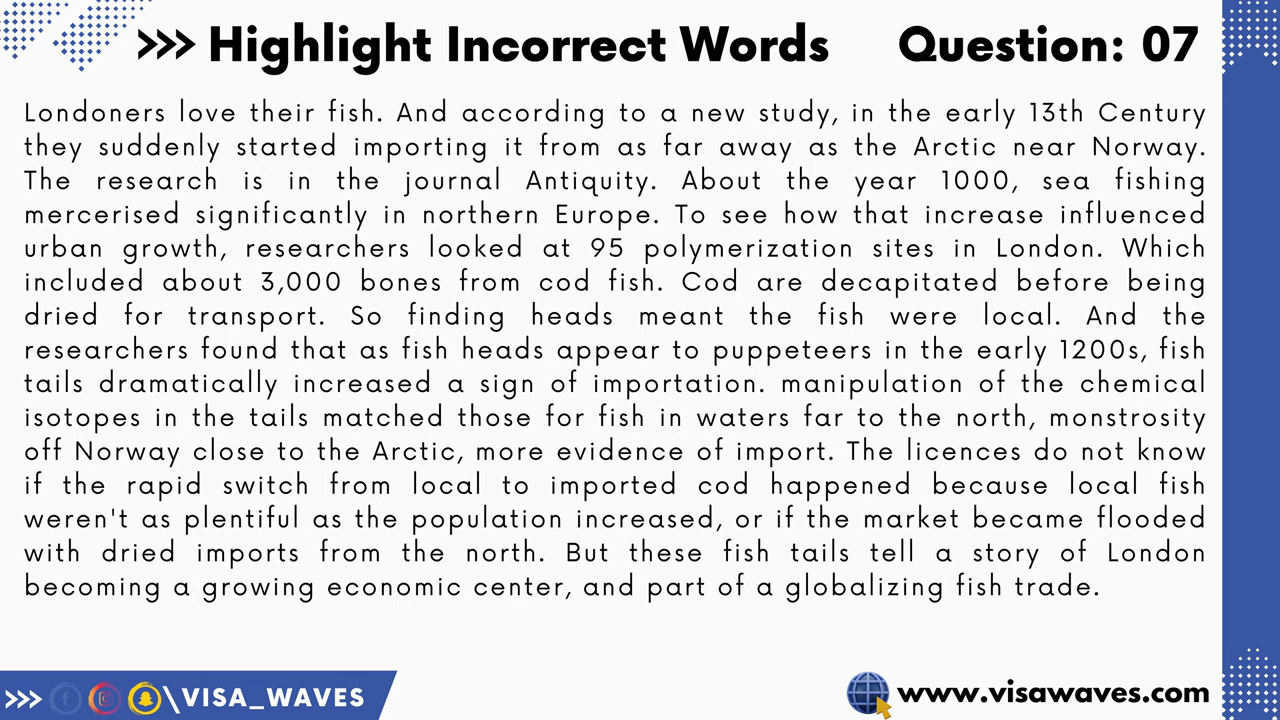 >>> Highlight Incorrect Words Question: 07
Londoners love their fish. And according to a new study, in the early 13th Century
they suddenly started importing it from as far away as the Arctic near Norway.
The research is in the journal Antiquity. About the year 1000, sea fishing
mercerised significantly in northern Europe. To see how that increase influenced
urban growth, researchers looked at 95 polymerization sites in London. Which
included about 3,000 bones from cod fish. Cod are decapitated before being
dried for transport. So finding heads meant the fish were local. And the
researchers found that as fish heads appear to puppeteers in the early 1200s, fish
tails dramatically increased a sign of importation. manipulation of the chemical
isotopes in the tails matched those for fish in waters far to the north, monstrosity
off Norway close to the Arctic, more evidence of import. The licences do not know
if the rapid switch from local to imported cod happened because local fish
weren't as plentiful as the population increased, or if the market became flooded
with dried imports from the north. But these fish tails tell a story of London
becoming a growing economic center, and part of a globalizing fish trade.
>>> \VISA_WAVES www.visawaves.com